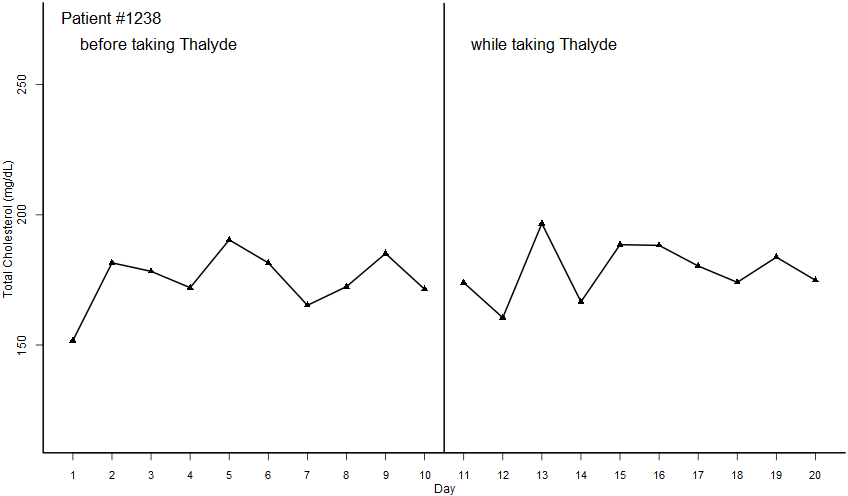 Patient #1238
before taking Thalyde
while taking Thalyde
Total Cholesterol (mg/dL)
250
200
150
1 2 3 4 5 6 7 8 9 10 11 12 13 14 15 16 17 18 19 20
Day